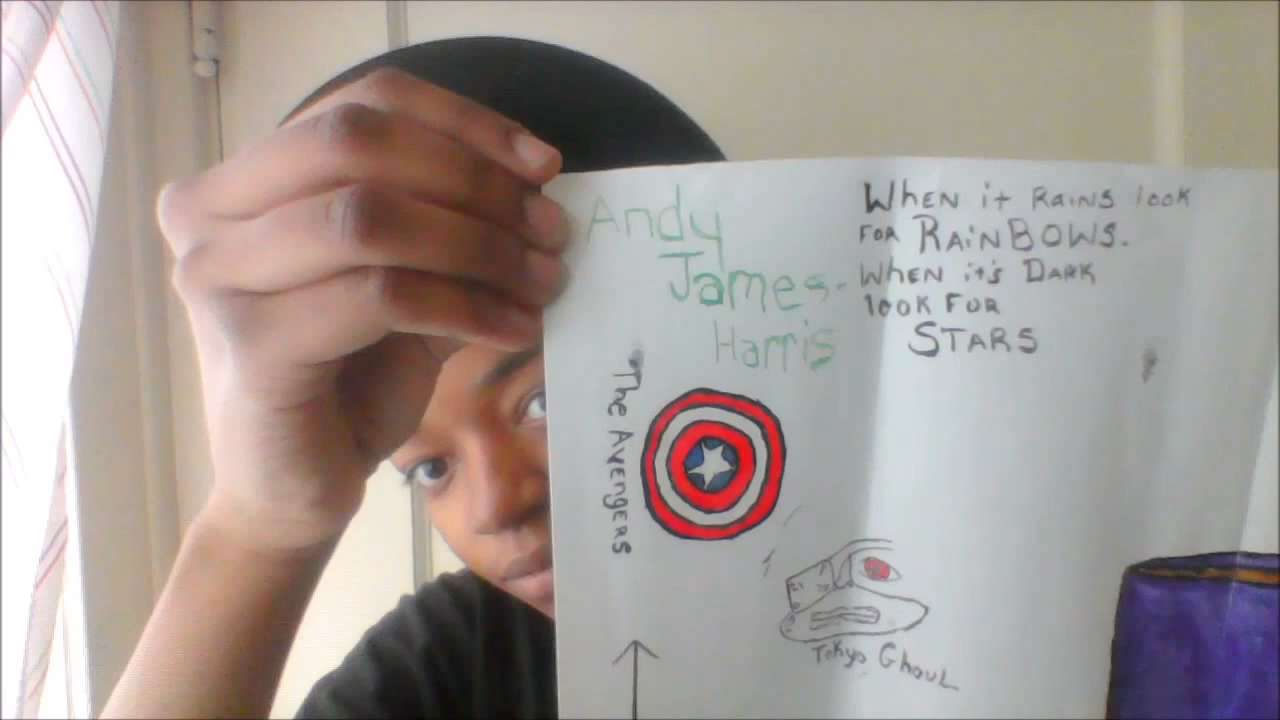 Andy
James-
Harris
WHEN it RAiNS look
FOR RAiNBOWS.
WHEN it's DARK
look FOR
STARS
The AVENGERS
Tokyo Ghoul